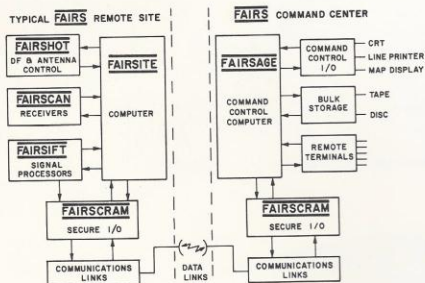 TYPICAL FAIRS REMOTE SITE
FAIRSHOT
DF & ANTENNA
CONTROL
FAIRSITE
COMPUTER
FAIRSCAN
RECEIVERS
FAIRSIFT
SIGNAL
PROCESSORS
FAIRSCRAM
SECURE I/O
COMMUNICATIONS
LINKS
DATA
LINKS
FAIRS COMMAND CENTER
FAIRSAGE
COMMAND
CONTROL
COMPUTER
COMMAND
CONTROL
I/O
CRT
LINE PRINTER
MAP DISPLAY
BULK
STORAGE
TAPE
DISC
REMOTE
TERMINALS
FAIRSCRAM
SECURE I/O
COMMUNICATIONS
LINKS